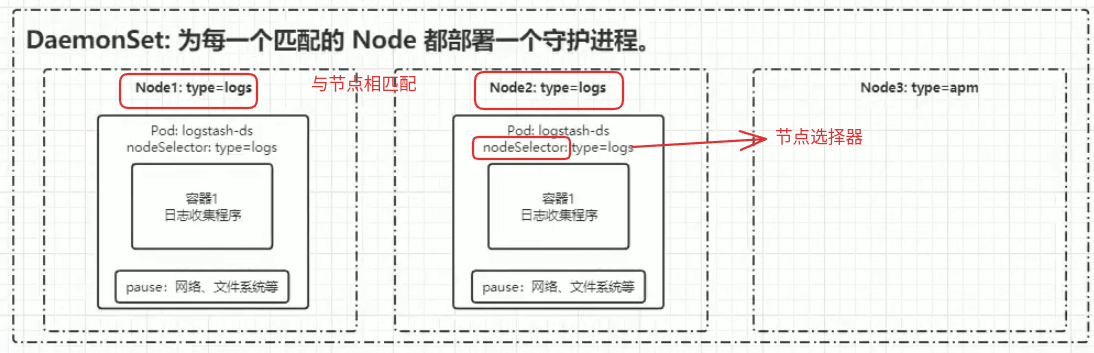 DaemonSet: 为每一个匹配的 Node 都部署一个守护进程。
Node1: type=logs
与节点相匹配
Node2: type=logs
Node3: type=apm
Pod: logstash-ds
nodeSelector: type=logs
容器1
日志收集程序
pause：网络、文件系统等
Pod: logstash-ds
nodeSelector: type=logs
节点选择器
容器1
日志收集程序
pause：网络、文件系统等